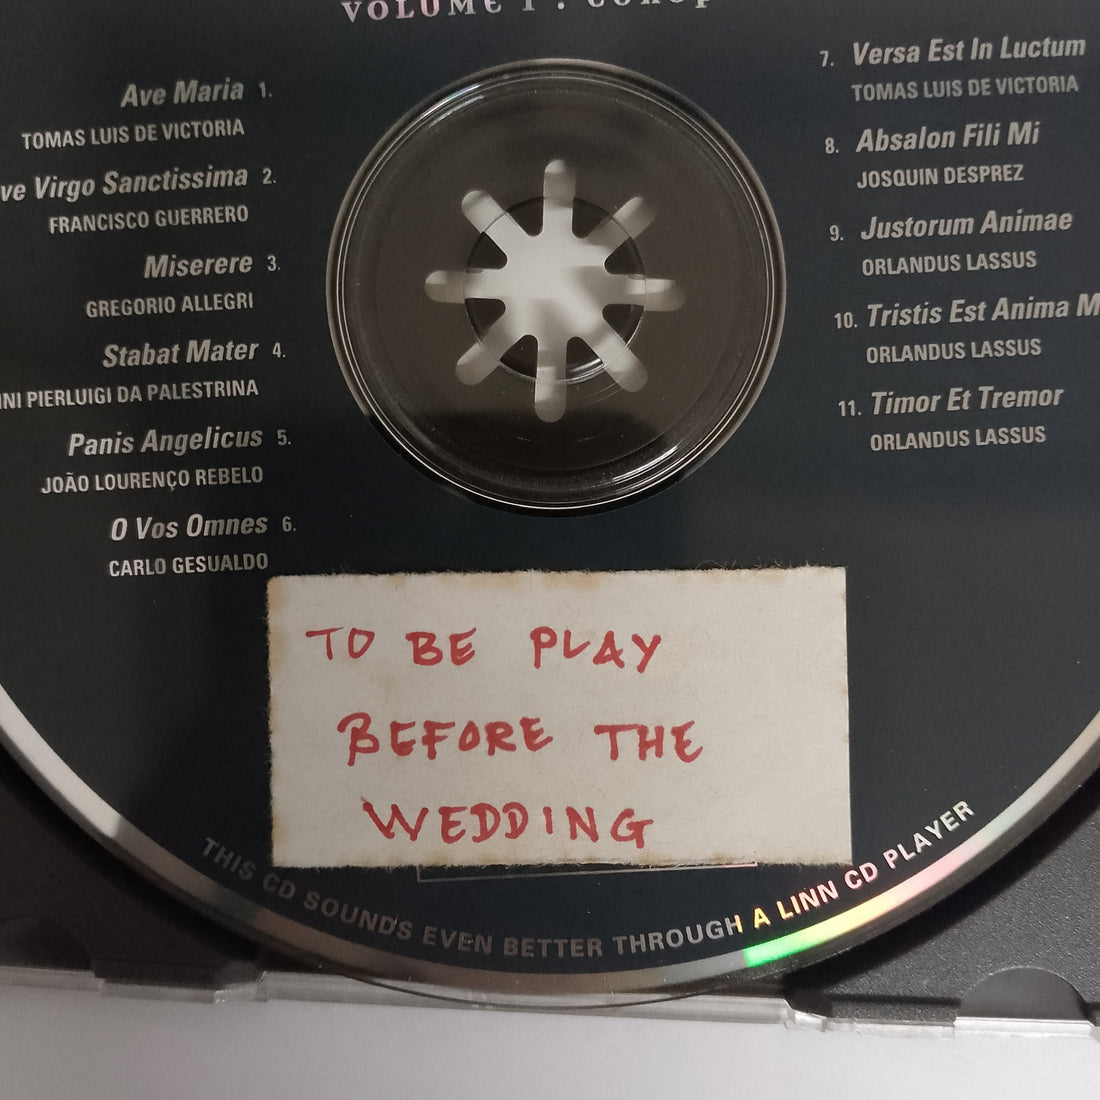 VOLUME 1 :
Ave Maria 1.
TOMAS LUIS DE VICTORIA
Virgo Sanctissima 2.
FRANCISCO GUERRERO
Miserere 3.
GREGORIO ALLEGRI
Stabat Mater 4.
PIERLUIGI DA PALESTRINA
Panis Angelicus 5.
JOÃO LOURENÇO REBELO
O Vos Omnes 6.
CARLO GESUALDO
7. Versa Est In Luctum
TOMAS LUIS DE VICTORIA
8. Absalon Fili Mi
JOSQUIN DESPREZ
9. Justorum Animae
ORLANDUS LASSUS
10. Tristis Est Anima
ORLANDUS LASSUS
11. Timor Et Tremor
ORLANDUS LASSUS
TO BE PLAY
BEFORE THE
WEDDING
THIS CD SOUNDS EVEN BETTER THROUGH A LINN CD PLAYER